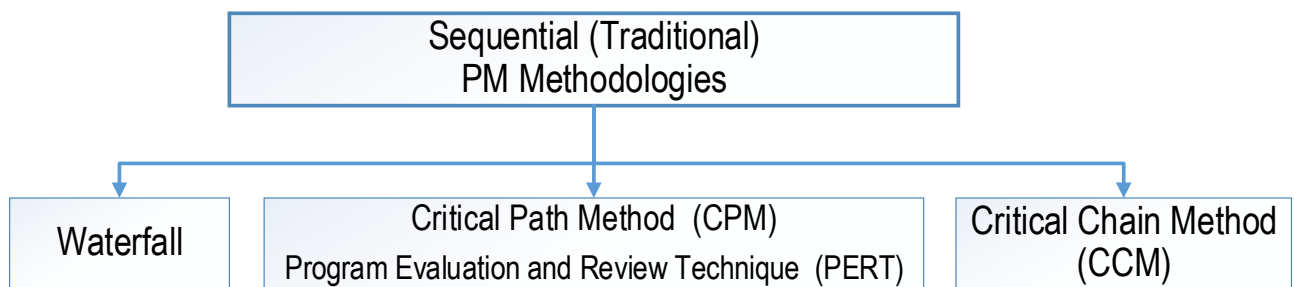 Sequential (Traditional)
PM Methodologies
Waterfall
Critical Path Method (CPM)
Program Evaluation and Review Technique (PERT)
Critical Chain Method
(CCM)